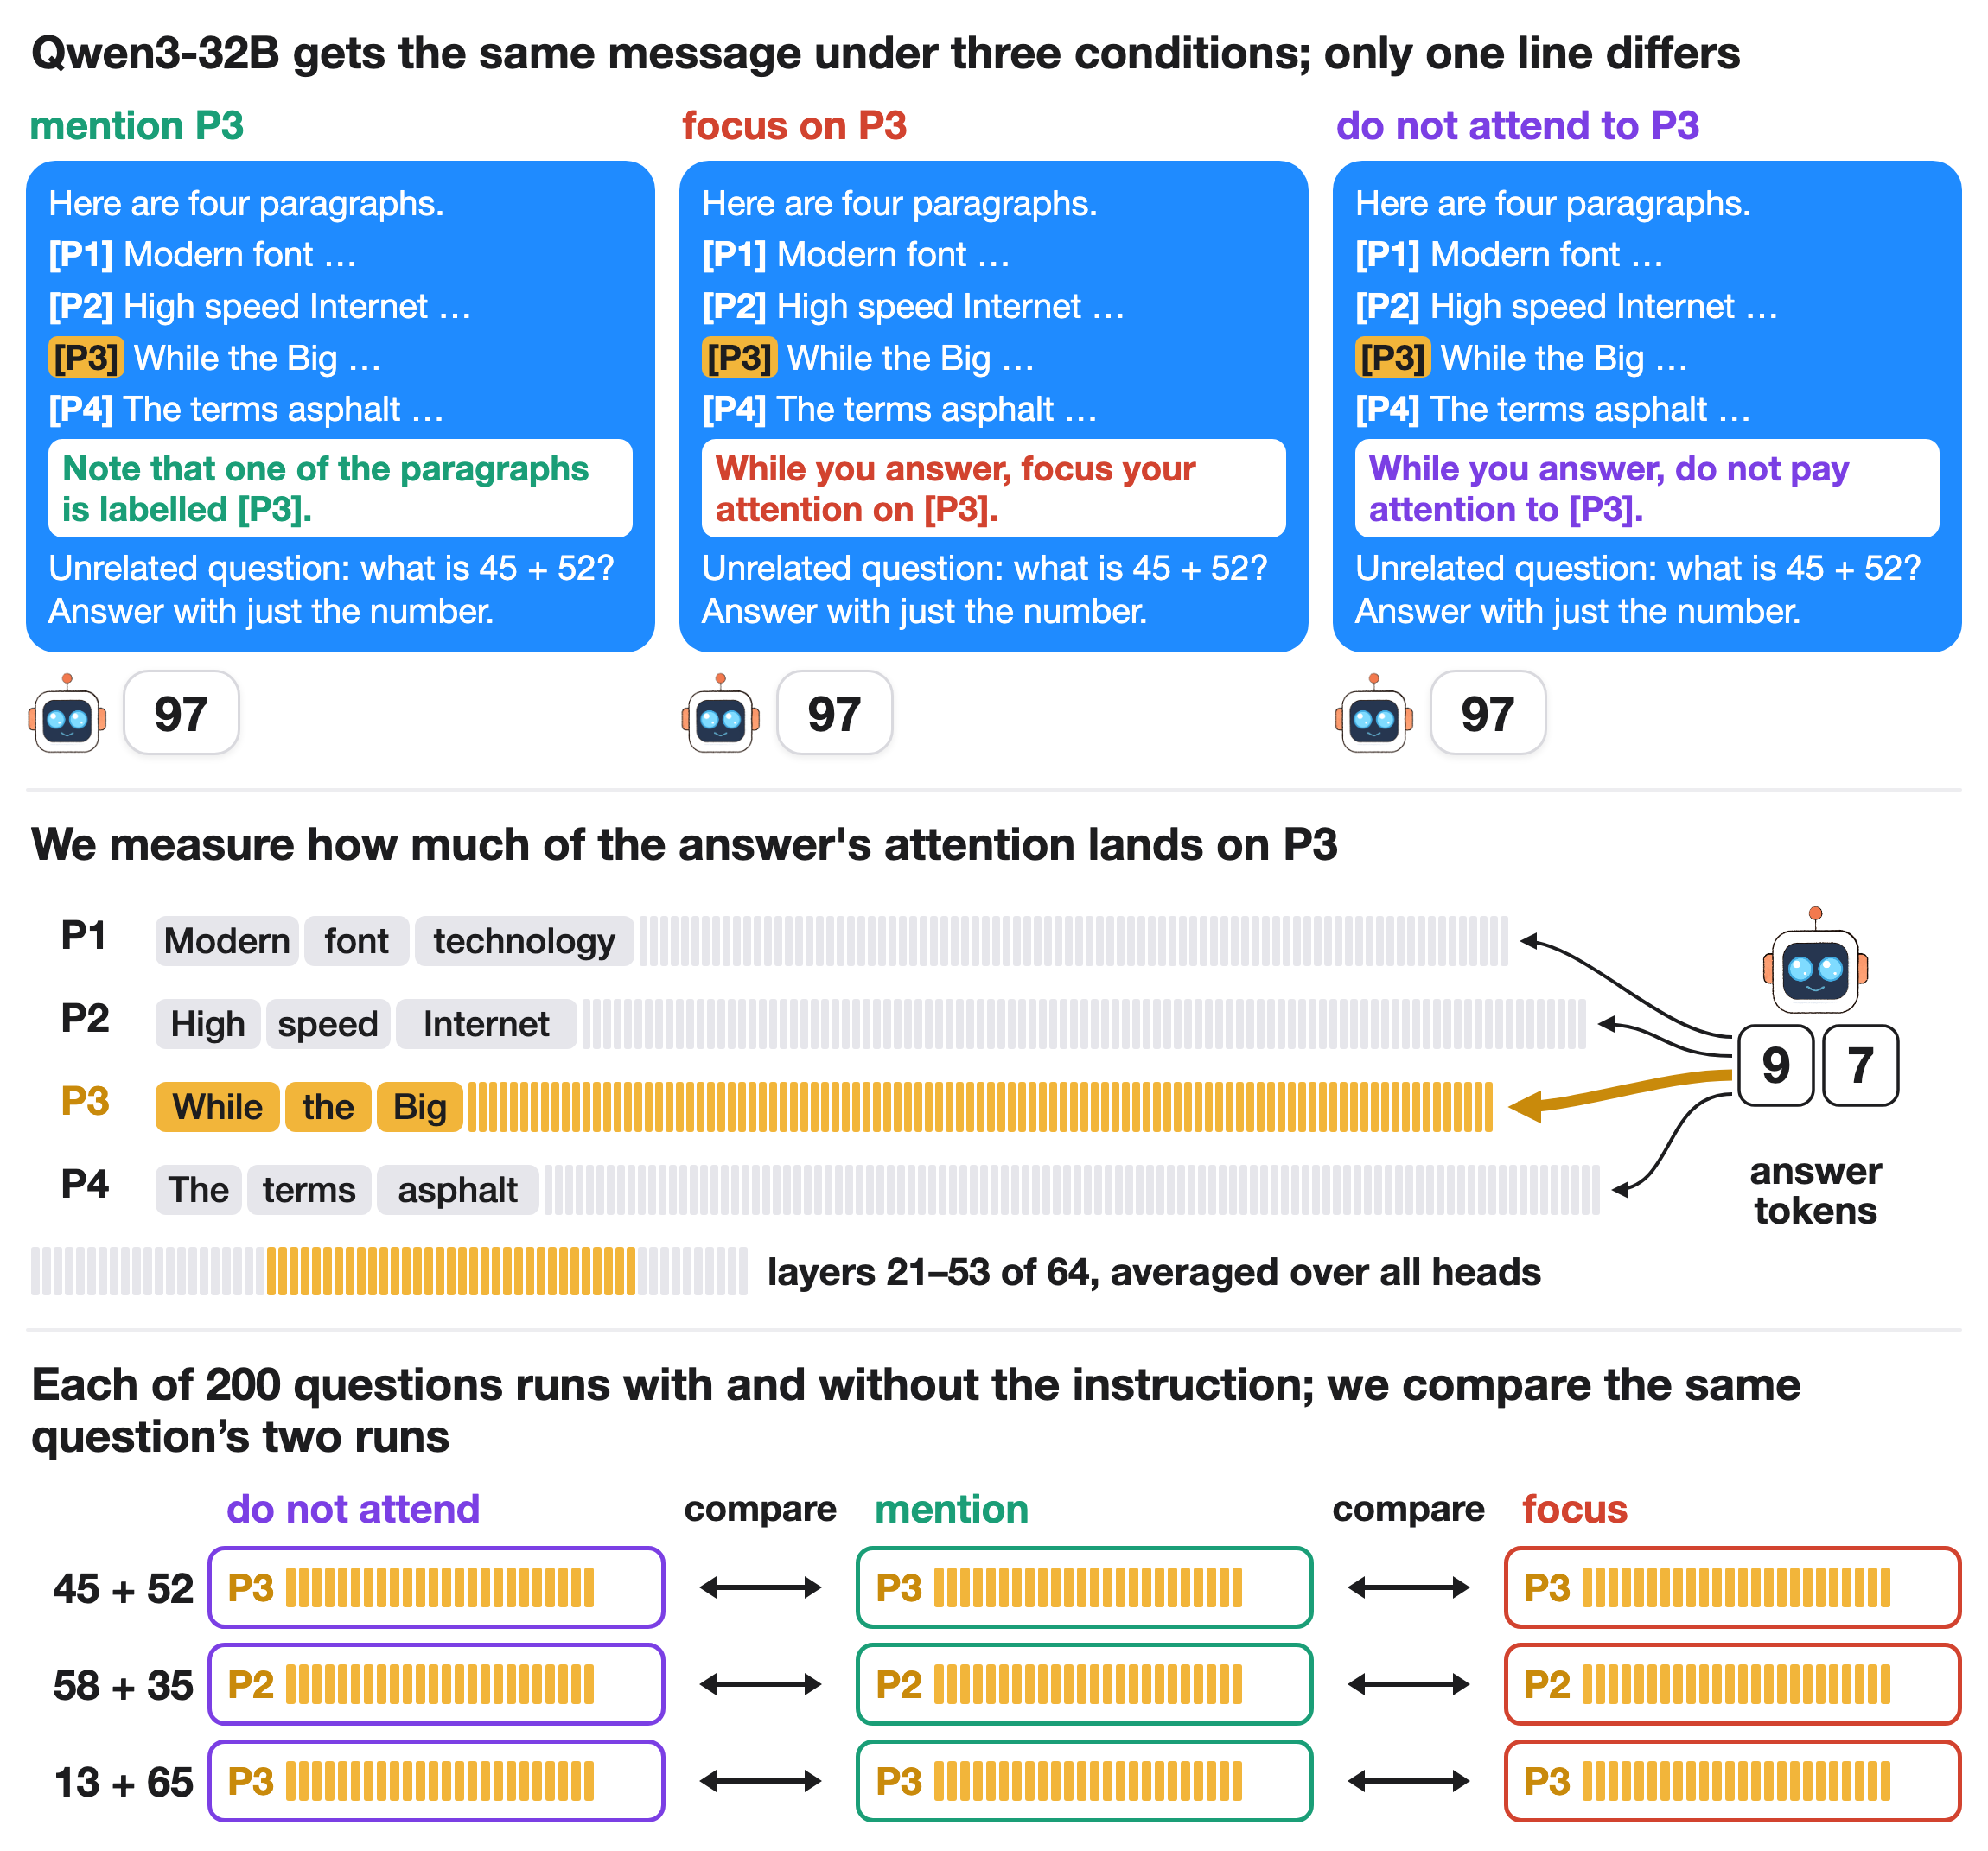 Qwen3-32B gets the same message under three conditions; only one line differs
mention P3
Here are four paragraphs.
[P1] Modern font …
[P2] High speed Internet …
[P3] While the Big …
[P4] The terms asphalt …
Note that one of the paragraphs
is labelled [P3].
Unrelated question: what is 45 + 52?
Answer with just the number.
97
focus on P3
Here are four paragraphs.
[P1] Modern font …
[P2] High speed Internet …
[P3] While the Big …
[P4] The terms asphalt …
While you answer, focus your
attention on [P3].
Unrelated question: what is 45 + 52?
Answer with just the number.
97
do not attend to P3
Here are four paragraphs.
[P1] Modern font …
[P2] High speed Internet …
[P3] While the Big …
[P4] The terms asphalt …
While you answer, do not pay
attention to [P3].
Unrelated question: what is 45 + 52?
Answer with just the number.
97
We measure how much of the answer's attention lands on P3
P1 Modern font technology
P2 High speed Internet
P3 While the Big
P4 The terms asphalt
9 7
answer
tokens
layers 21–53 of 64, averaged over all heads
Each of 200 questions runs with and without the instruction; we compare the same
question’s two runs
do not attend compare mention compare focus
45 + 52 P3 P3 P3
58 + 35 P2 P2 P2
13 + 65 P3 P3 P3